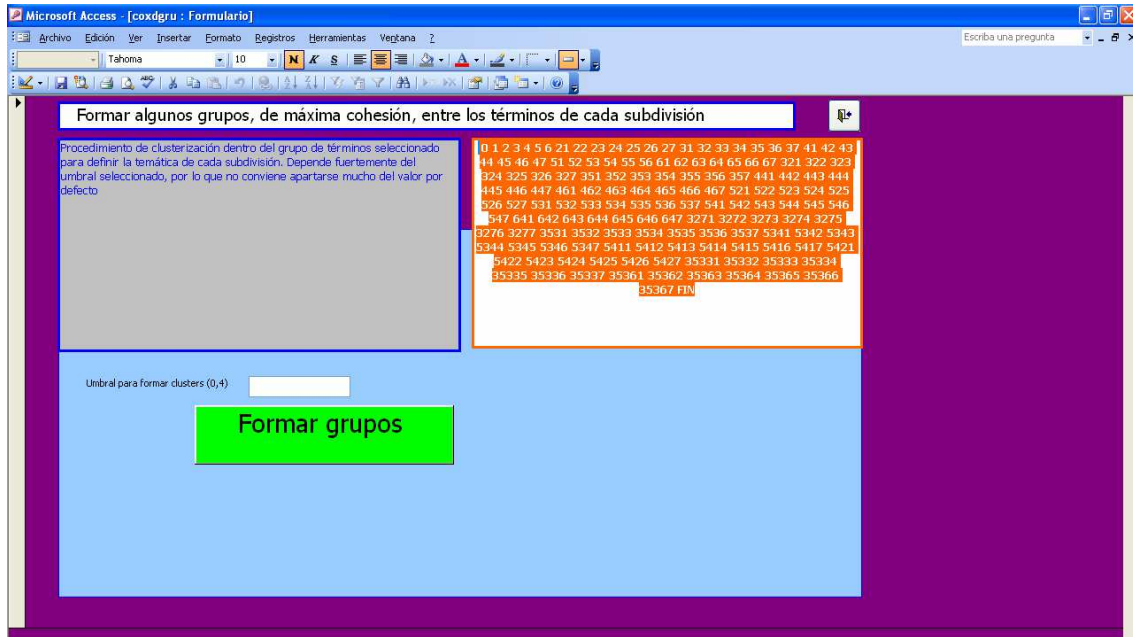 Microsoft Access - [coxdgru : Formulario]
Archivo Edición Ver Insertar Formato Registros Herramientas Ventana ?
Escriba una pregunta
Tahoma 10 N K S
Formar algunos grupos, de máxima cohesión, entre los términos de cada subdivisión
Procedimiento de clusterización dentro del grupo de términos seleccionado
para definir la temática de cada subdivisión. Depende fuertemente del
umbral seleccionado, por lo que no conviene apartarse mucho del valor por
defecto
0 1 2 3 4 5 6 21 22 23 24 25 26 27 31 32 33 34 35 36 37 41 42 43
44 45 46 47 51 52 53 54 55 56 61 62 63 64 65 66 67 321 322 323
324 325 326 327 351 352 353 354 355 356 357 441 442 443 444
445 446 447 461 462 463 464 465 466 467 521 522 523 524 525
526 527 531 532 533 534 535 536 537 541 542 543 544 545 546
547 641 642 643 644 645 646 647 3271 3272 3273 3274 3275
3276 3277 3531 3532 3533 3534 3535 3536 3537 5341 5342 5343
5344 5345 5346 5347 5411 5412 5413 5414 5415 5416 5417 5421
5422 5423 5424 5425 5426 5427 35331 35332 35333 35334
35335 35336 35337 35361 35362 35363 35364 35365 35366
35367 FIN
Umbral para formar clusters (0,4)
Formar grupos